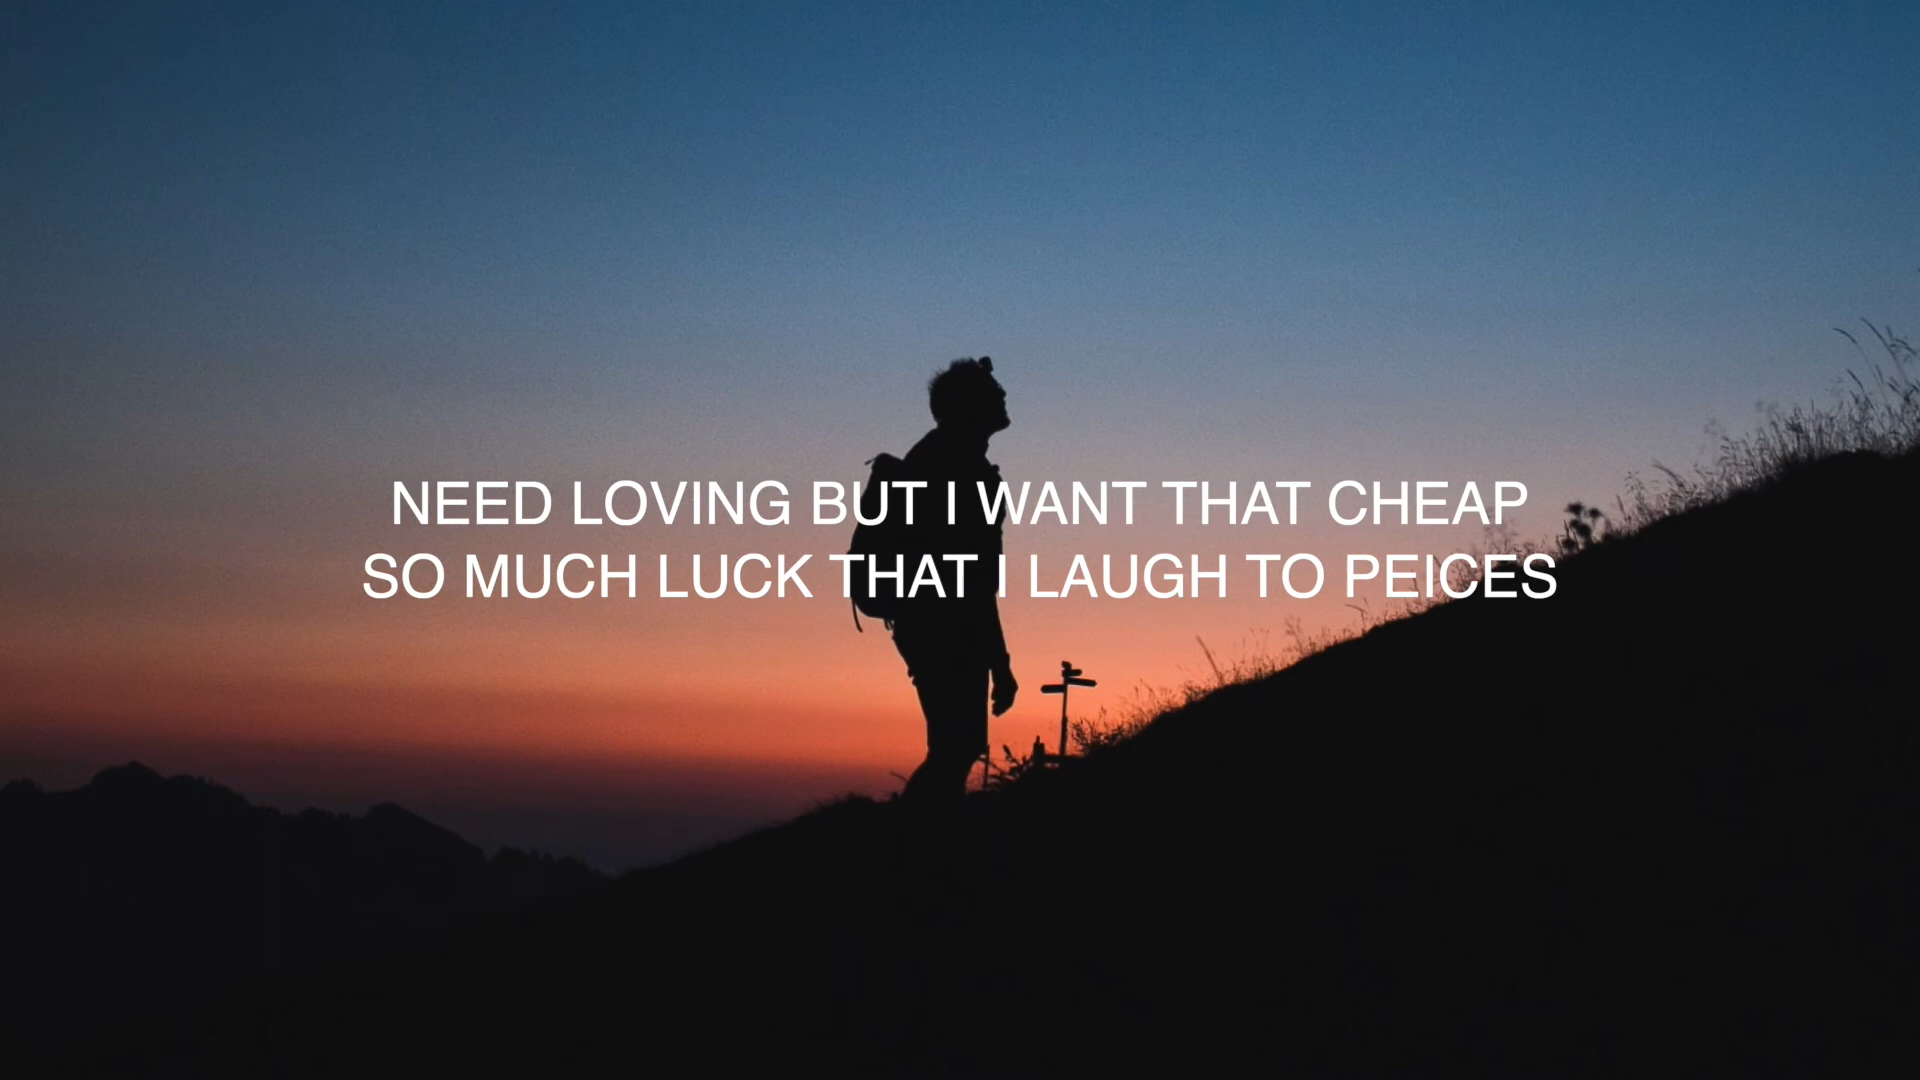 NEED LOVING BUT I WANT THAT CHEAP
SO MUCH LUCK THAT I LAUGH TO PEICES